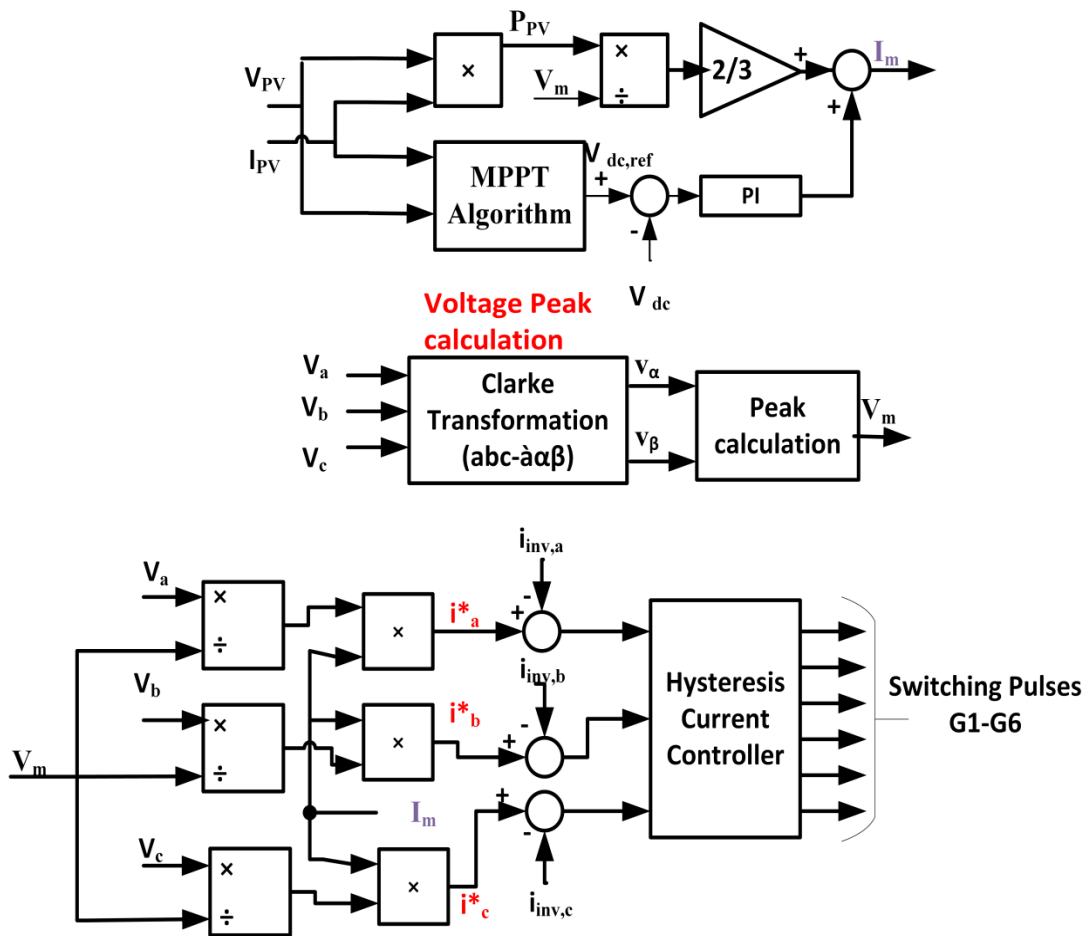 P_PV
V_PV
I_PV
×
×
÷
V_m
2/3
+
I_m
+
MPPT
Algorithm
V dc,ref
+
-
PI
V dc
Voltage Peak
calculation
V_a
V_b
V_c
Clarke
Transformation
(abc-àαβ)
v_α
v_β
Peak
calculation
V_m
i_inv,a
V_a
×
÷
×
i*_a
+
-
i_inv,b
V_b
×
÷
×
i*_b
+
-
V_m
I_m
V_c
×
÷
×
i*_c
+
-
i_inv,c
Hysteresis
Current
Controller
Switching Pulses
G1-G6